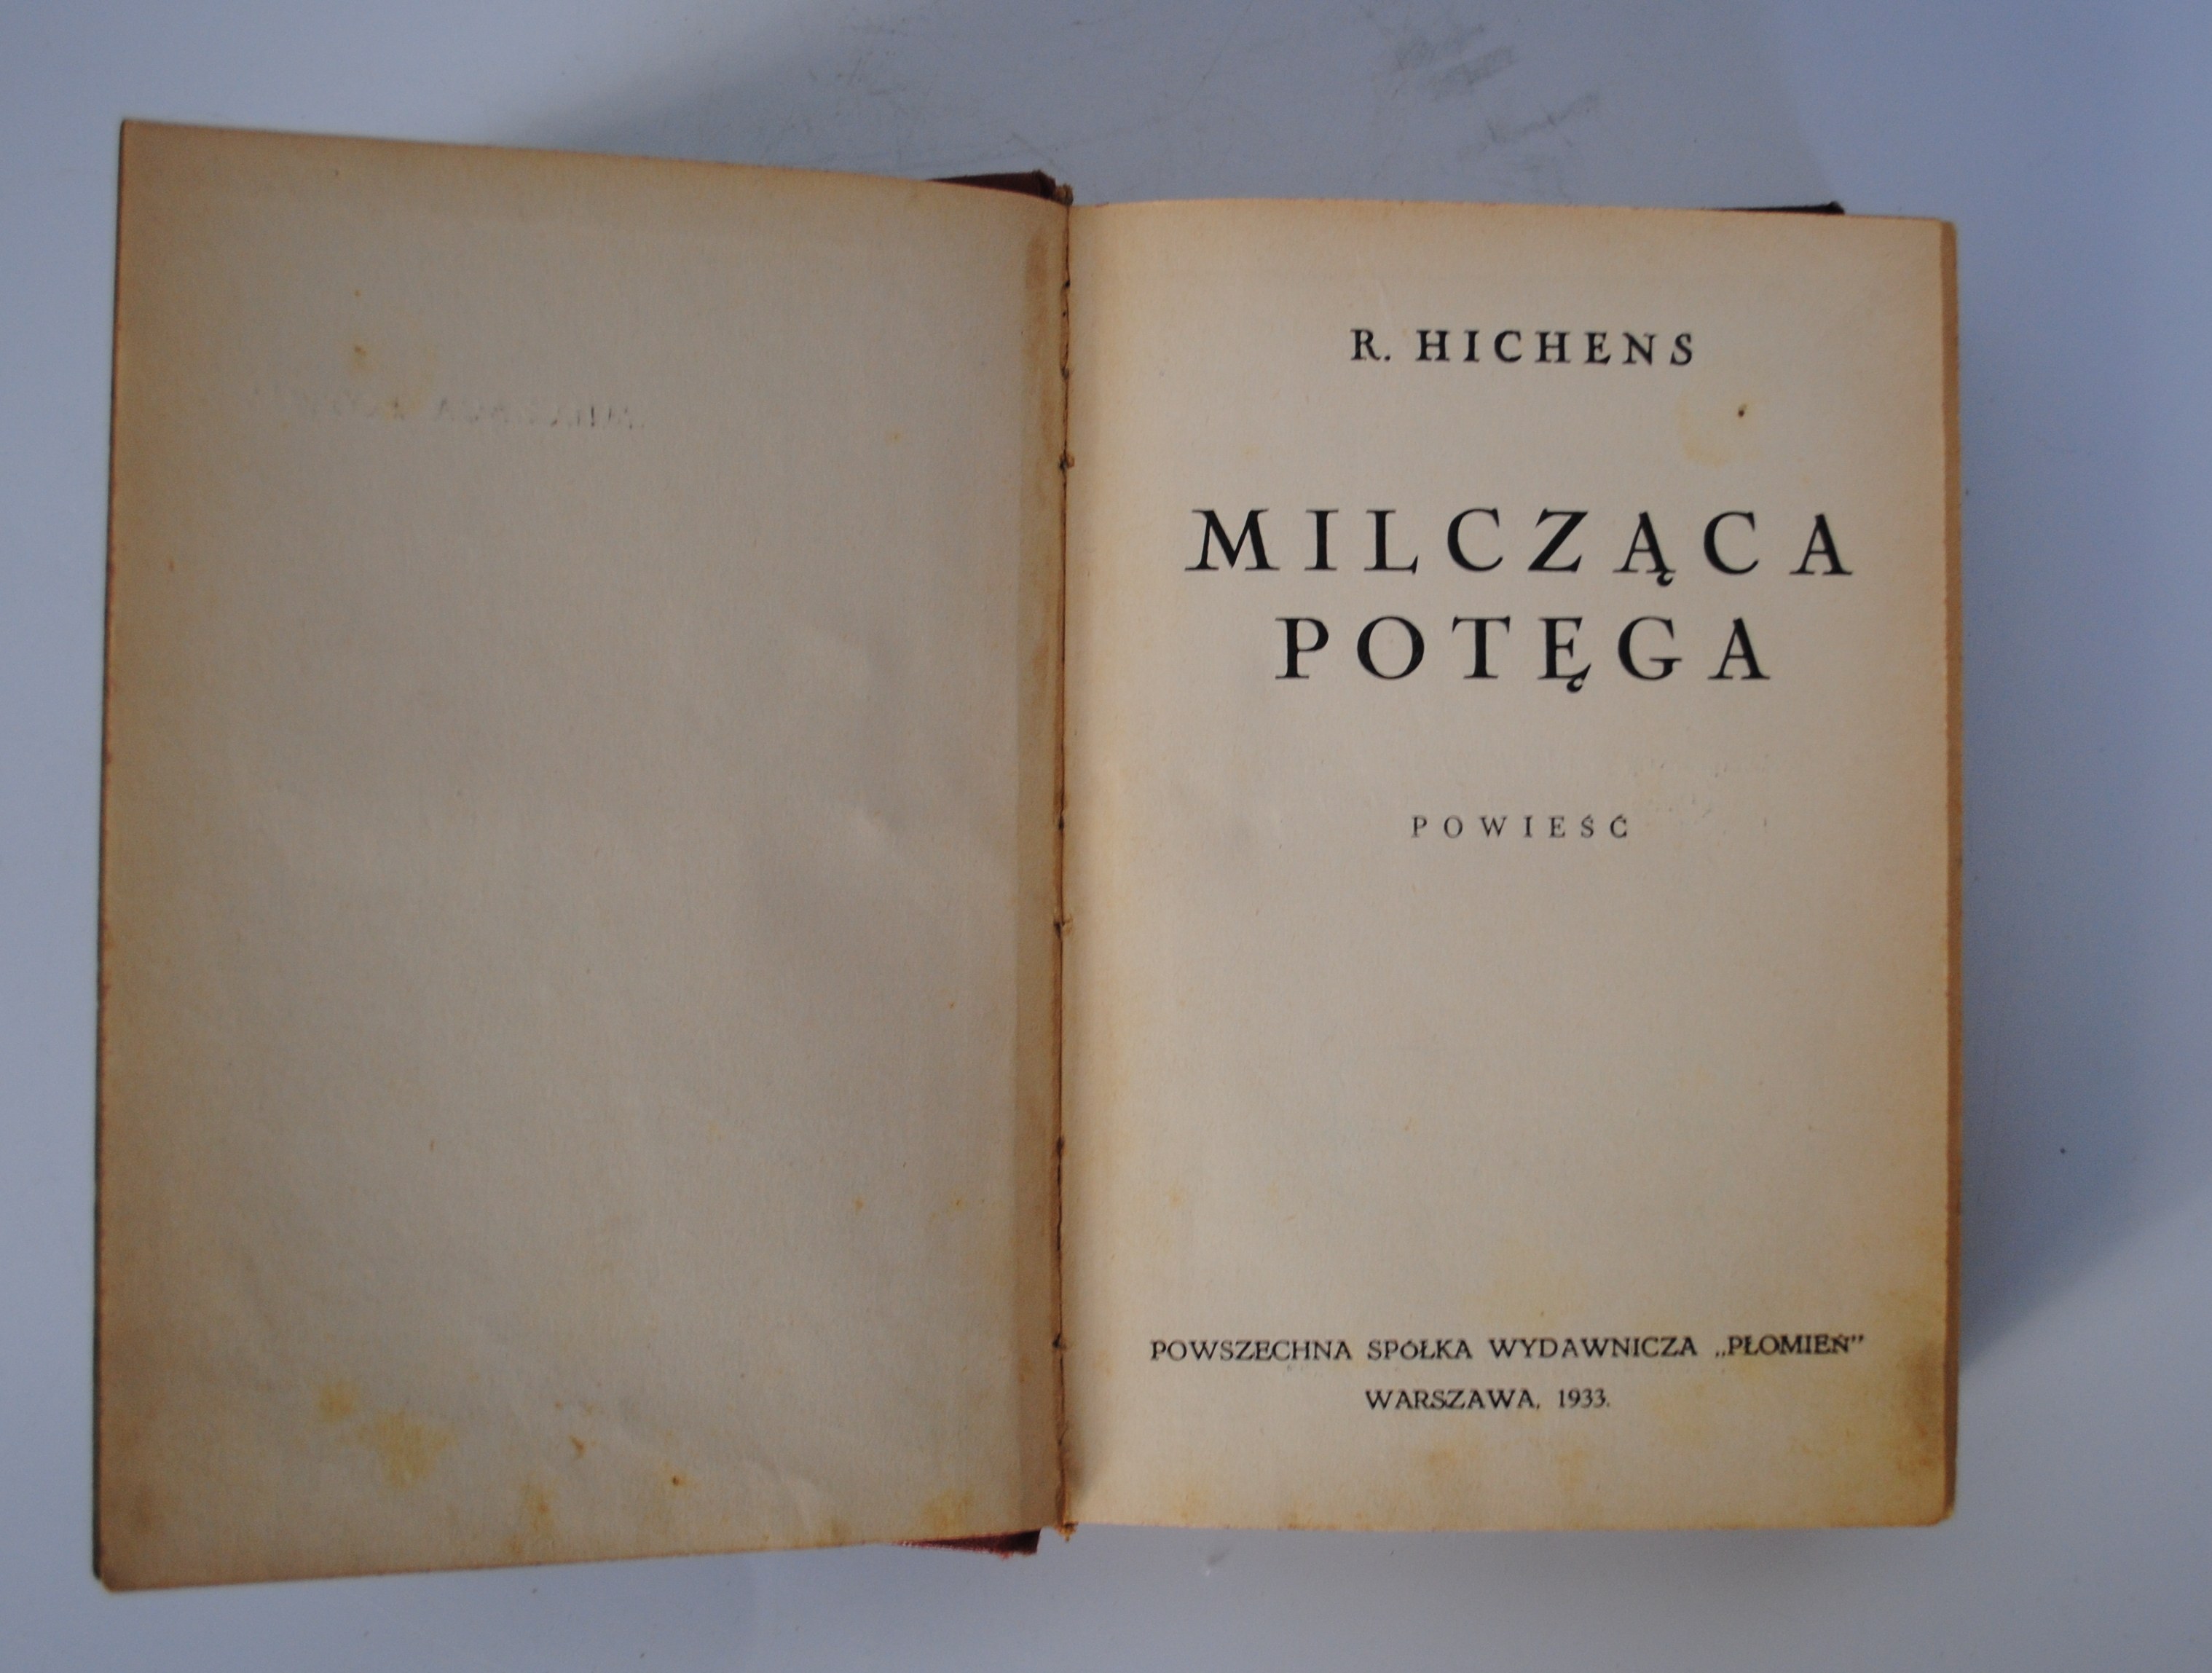 R. HICHENS
MILCZĄCA
POTĘGA
POWIEŚĆ
POWSZECHNA SPÓŁKA WYDAWNICZA „PŁOMIEŃ”
WARSZAWA, 1933.